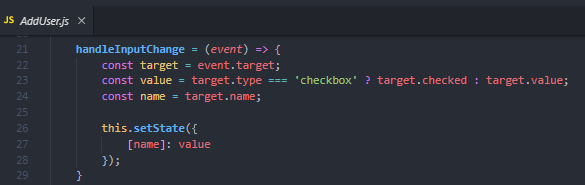 JS AddUser.js ×
21 handleInputChange = (event) => {
22 const target = event.target;
23 const value = target.type === 'checkbox' ? target.checked : target.value;
24 const name = target.name;
25
26 this.setState({
27 [name]: value
28 });
29 }